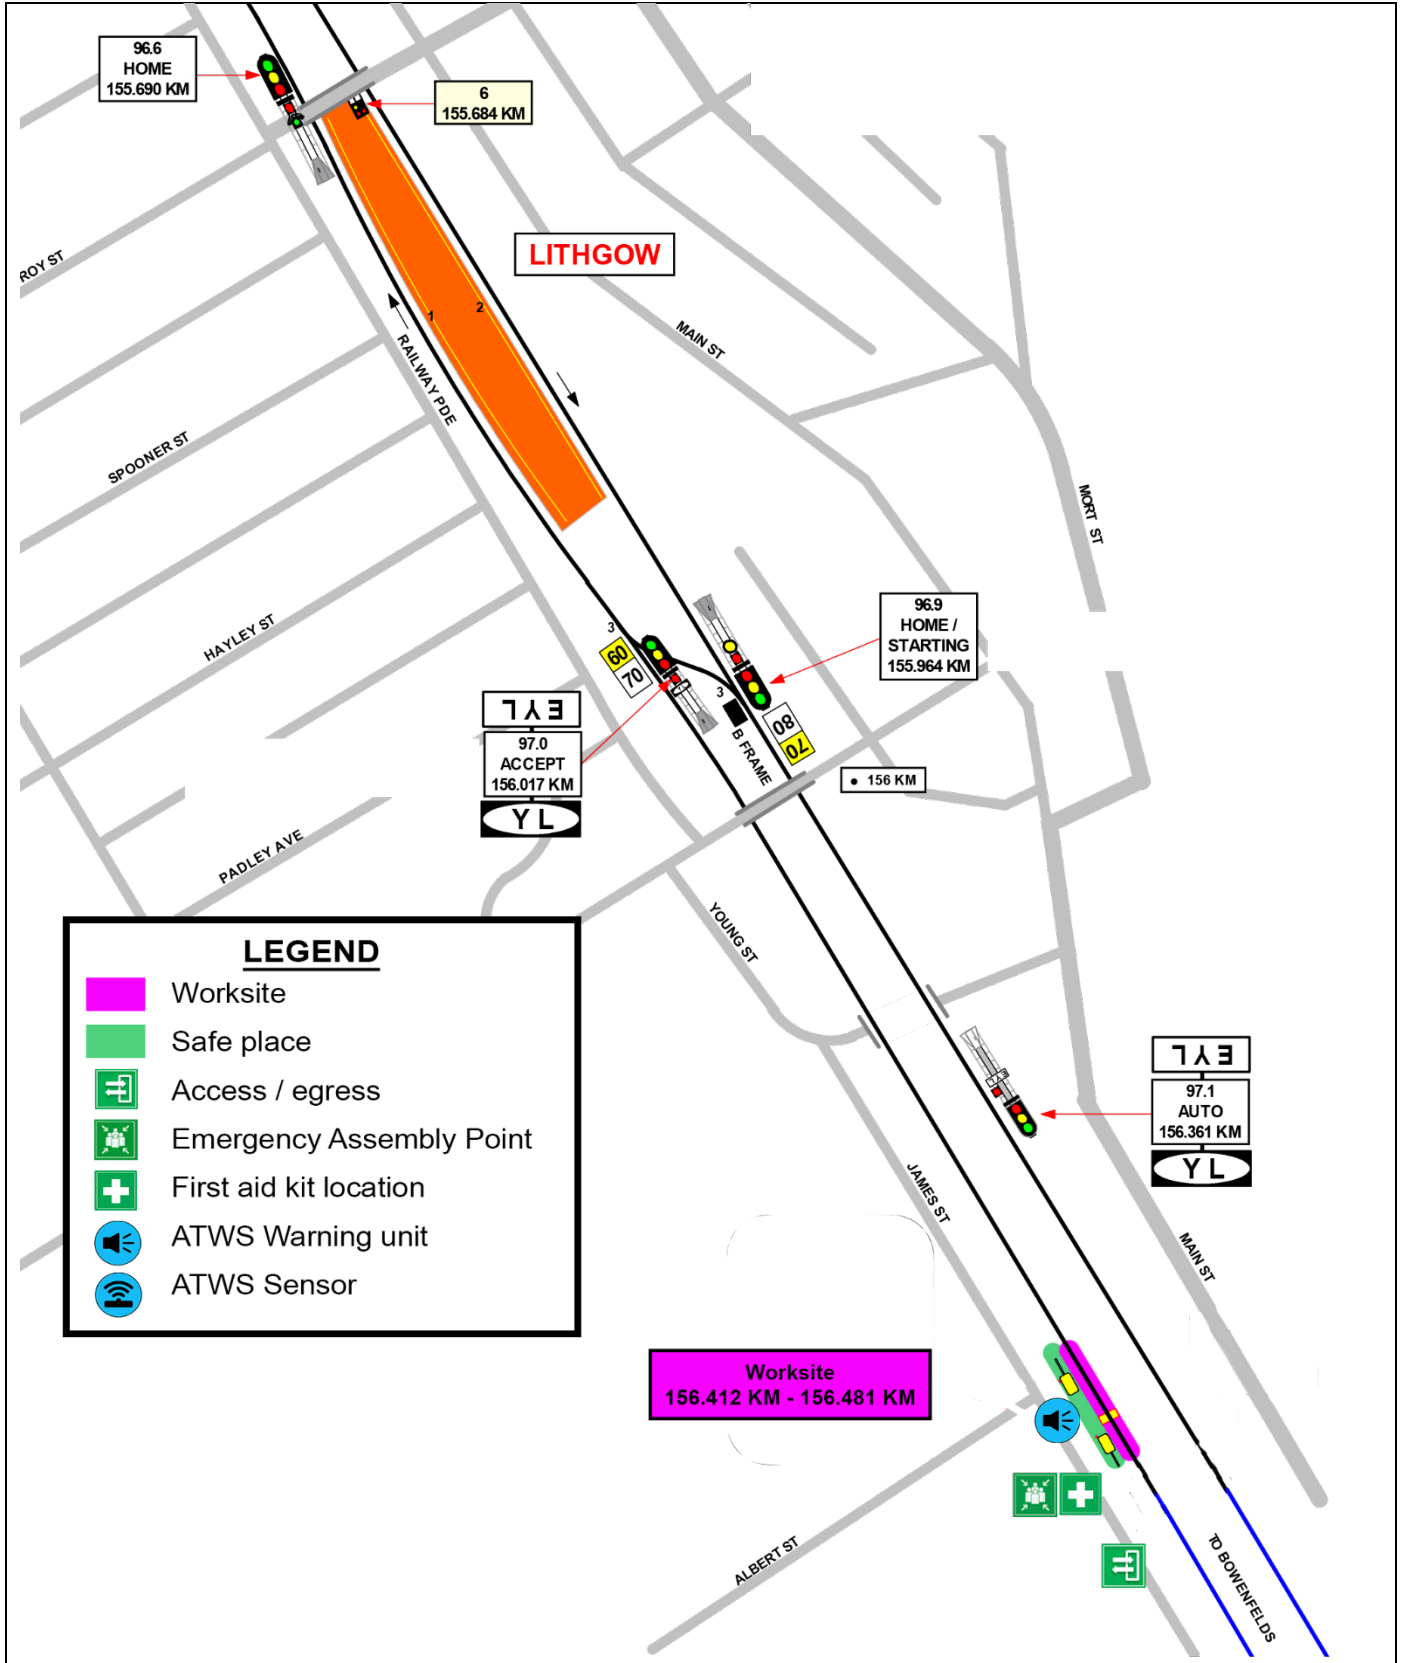 96.6
HOME
155.690 KM
6
155.684 KM
ROY ST
LITHGOW
1
2
RAILWAY PDE
MAIN ST
SPOONER ST
MORT ST
HAYLEY ST
3
60
70
3
96.9
HOME /
STARTING
155.964 KM
80
70
EYL
97.0
ACCEPT
156.017 KM
YL
B FRAME
156 KM
PADLEY AVE
YOUNG ST
LEGEND
Worksite
Safe place
Access / egress
Emergency Assembly Point
First aid kit location
ATWS Warning unit
ATWS Sensor
EYL
97.1
AUTO
156.361 KM
YL
JAMES ST
MAIN ST
Worksite
156.412 KM - 156.481 KM
ALBERT ST
TO BOWENFELDS